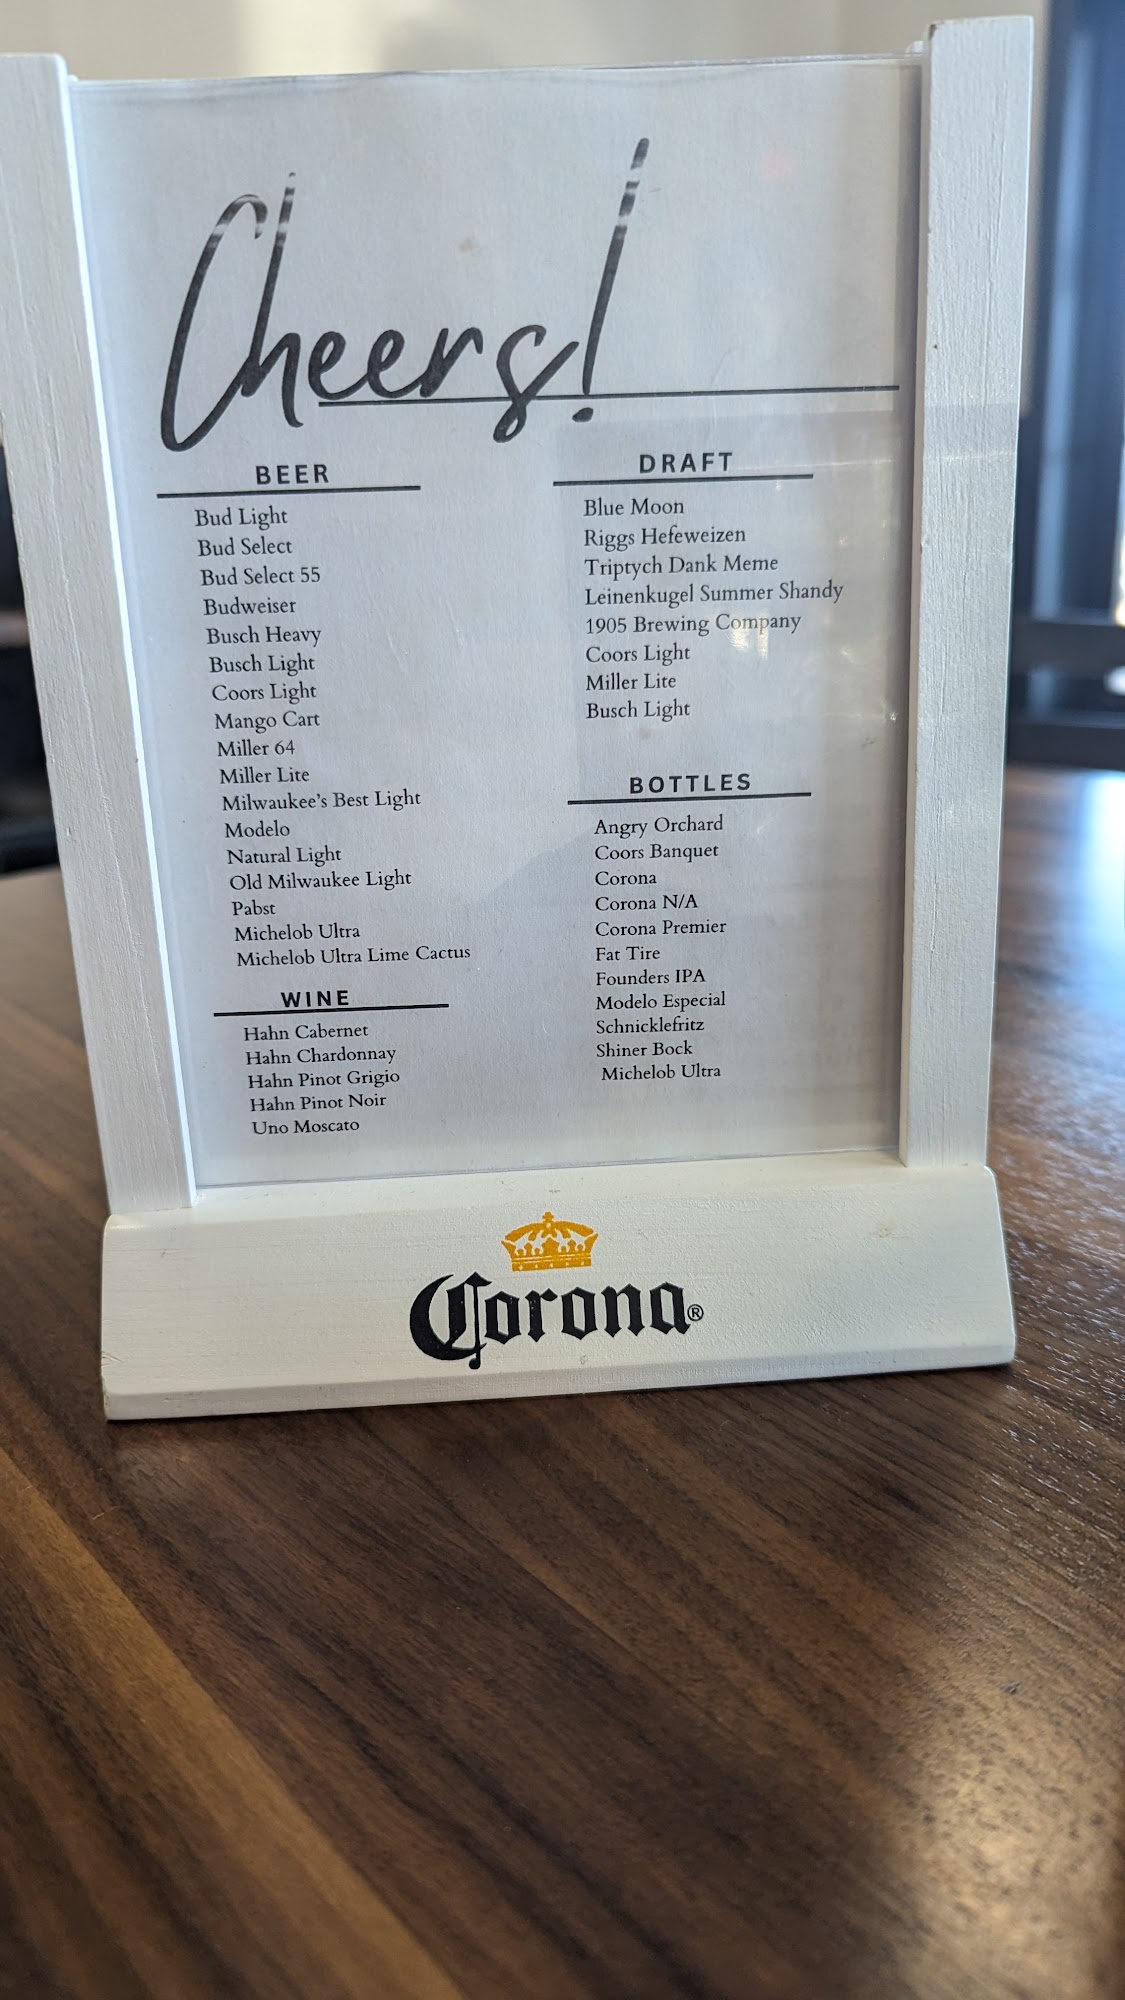 Cheers!
BEER
Bud Light
Bud Select
Bud Select 55
Budweiser
Busch Heavy
Busch Light
Coors Light
Mango Cart
Miller 64
Miller Lite
Milwaukee's Best Light
Modelo
Natural Light
Old Milwaukee Light
Pabst
Michelob Ultra
Michelob Ultra Lime Cactus
WINE
Hahn Cabernet
Hahn Chardonnay
Hahn Pinot Grigio
Hahn Pinot Noir
Uno Moscato
DRAFT
Blue Moon
Riggs Hefeweizen
Triptych Dank Meme
Leinenkugel Summer Shandy
1905 Brewing Company
Coors Light
Miller Lite
Busch Light
BOTTLES
Angry Orchard
Coors Banquet
Corona
Corona N/A
Corona Premier
Fat Tire
Founders IPA
Modelo Especial
Schnicklefritz
Shiner Bock
Michelob Ultra
Corona®